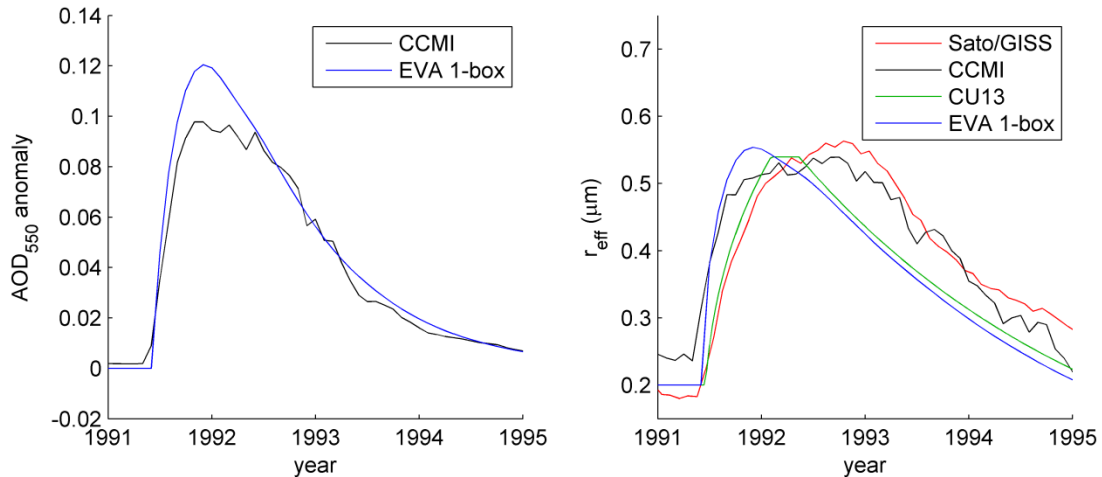 0.14
0.12
0.1
0.08
0.06
0.04
0.02
0
-0.02
AOD550 anomaly
CCMI
EVA 1-box
1991
1992
1993
1994
1995
year
0.7
0.6
0.5
0.4
0.3
0.2
reff (μm)
Sato/GISS
CCMI
CU13
EVA 1-box
1991
1992
1993
1994
1995
year